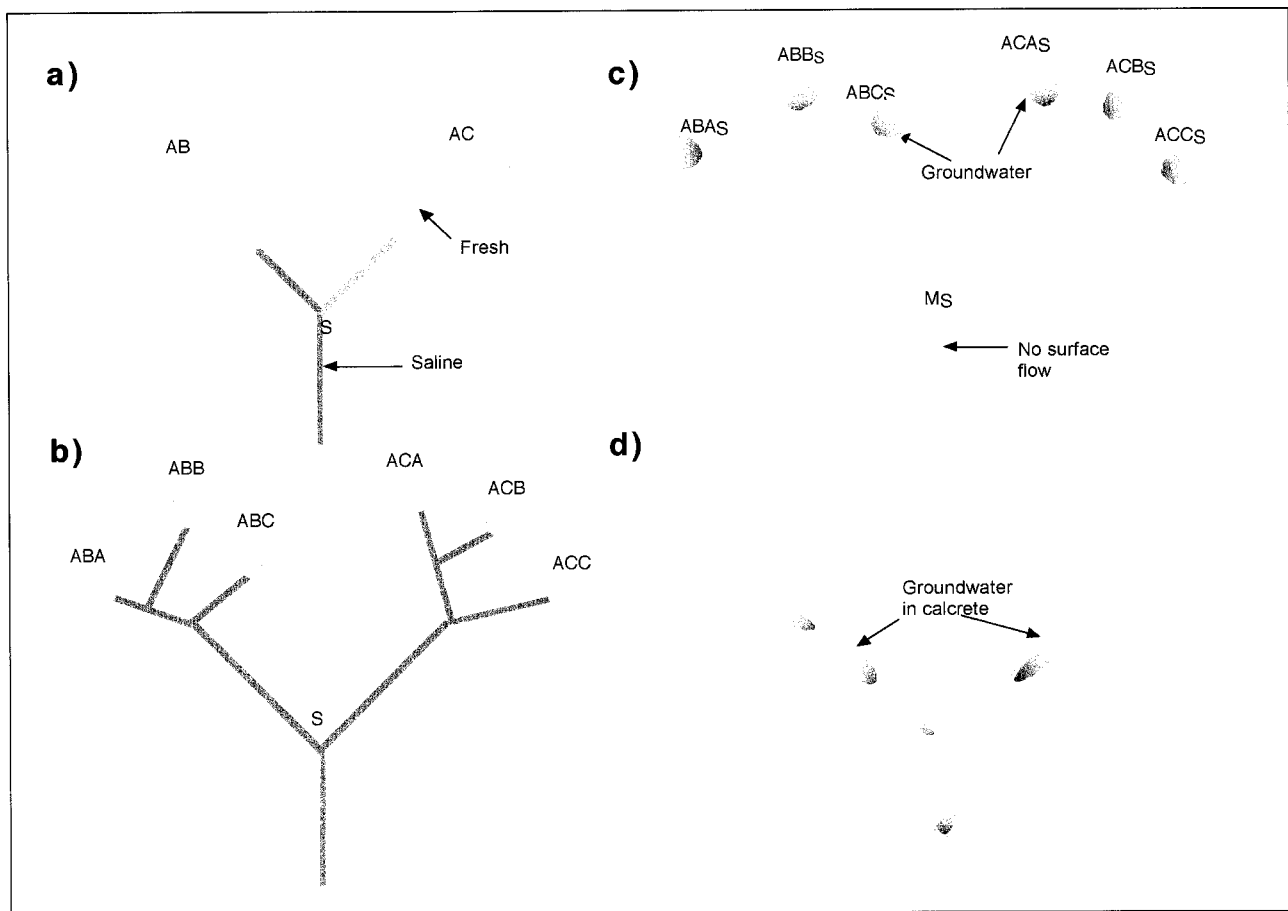 a)
AB
AC
Fresh
S
Saline
b)
ABA
ABB
ABC
ACA
ACB
ACC
S
c)
ABAS
ABBS
ABCS
ACAS
ACBS
ACCS
Groundwater
MS
No surface
flow
d)
Groundwater
in calcrete